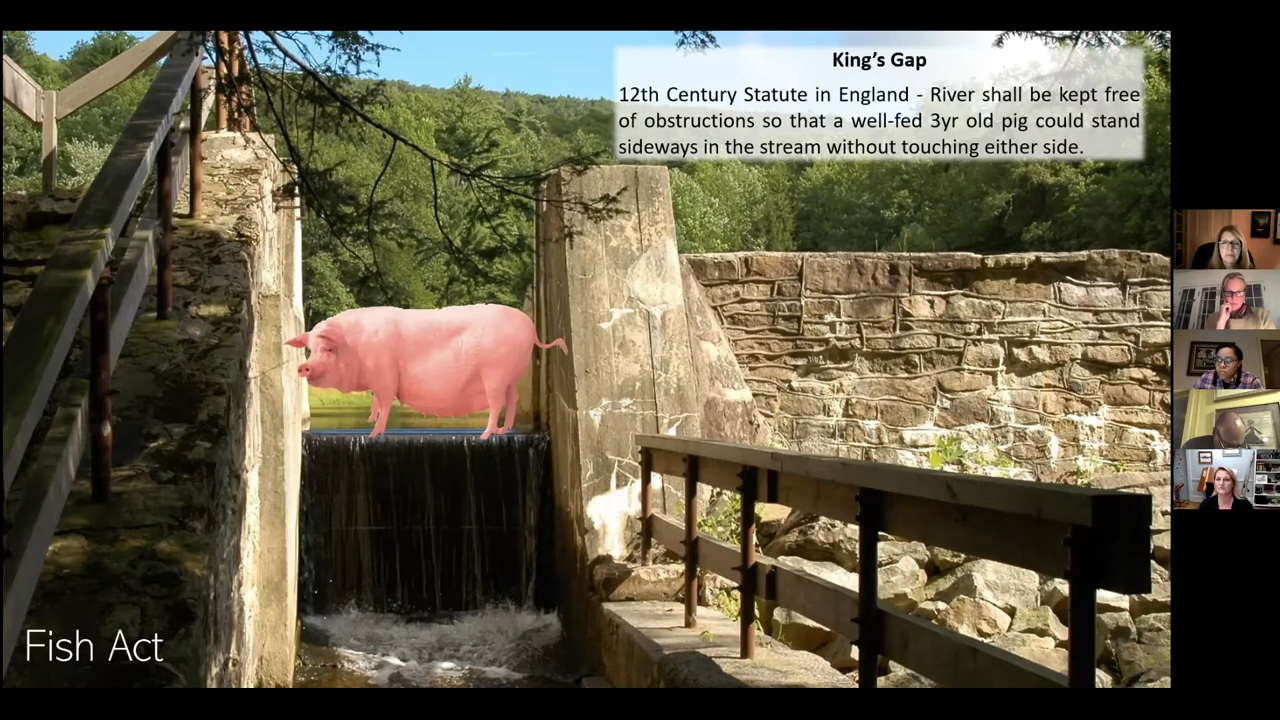 King's Gap
12th Century Statute in England - River shall be kept free
of obstructions so that a well-fed 3yr old pig could stand
sideways in the stream without touching either side.
Fish Act